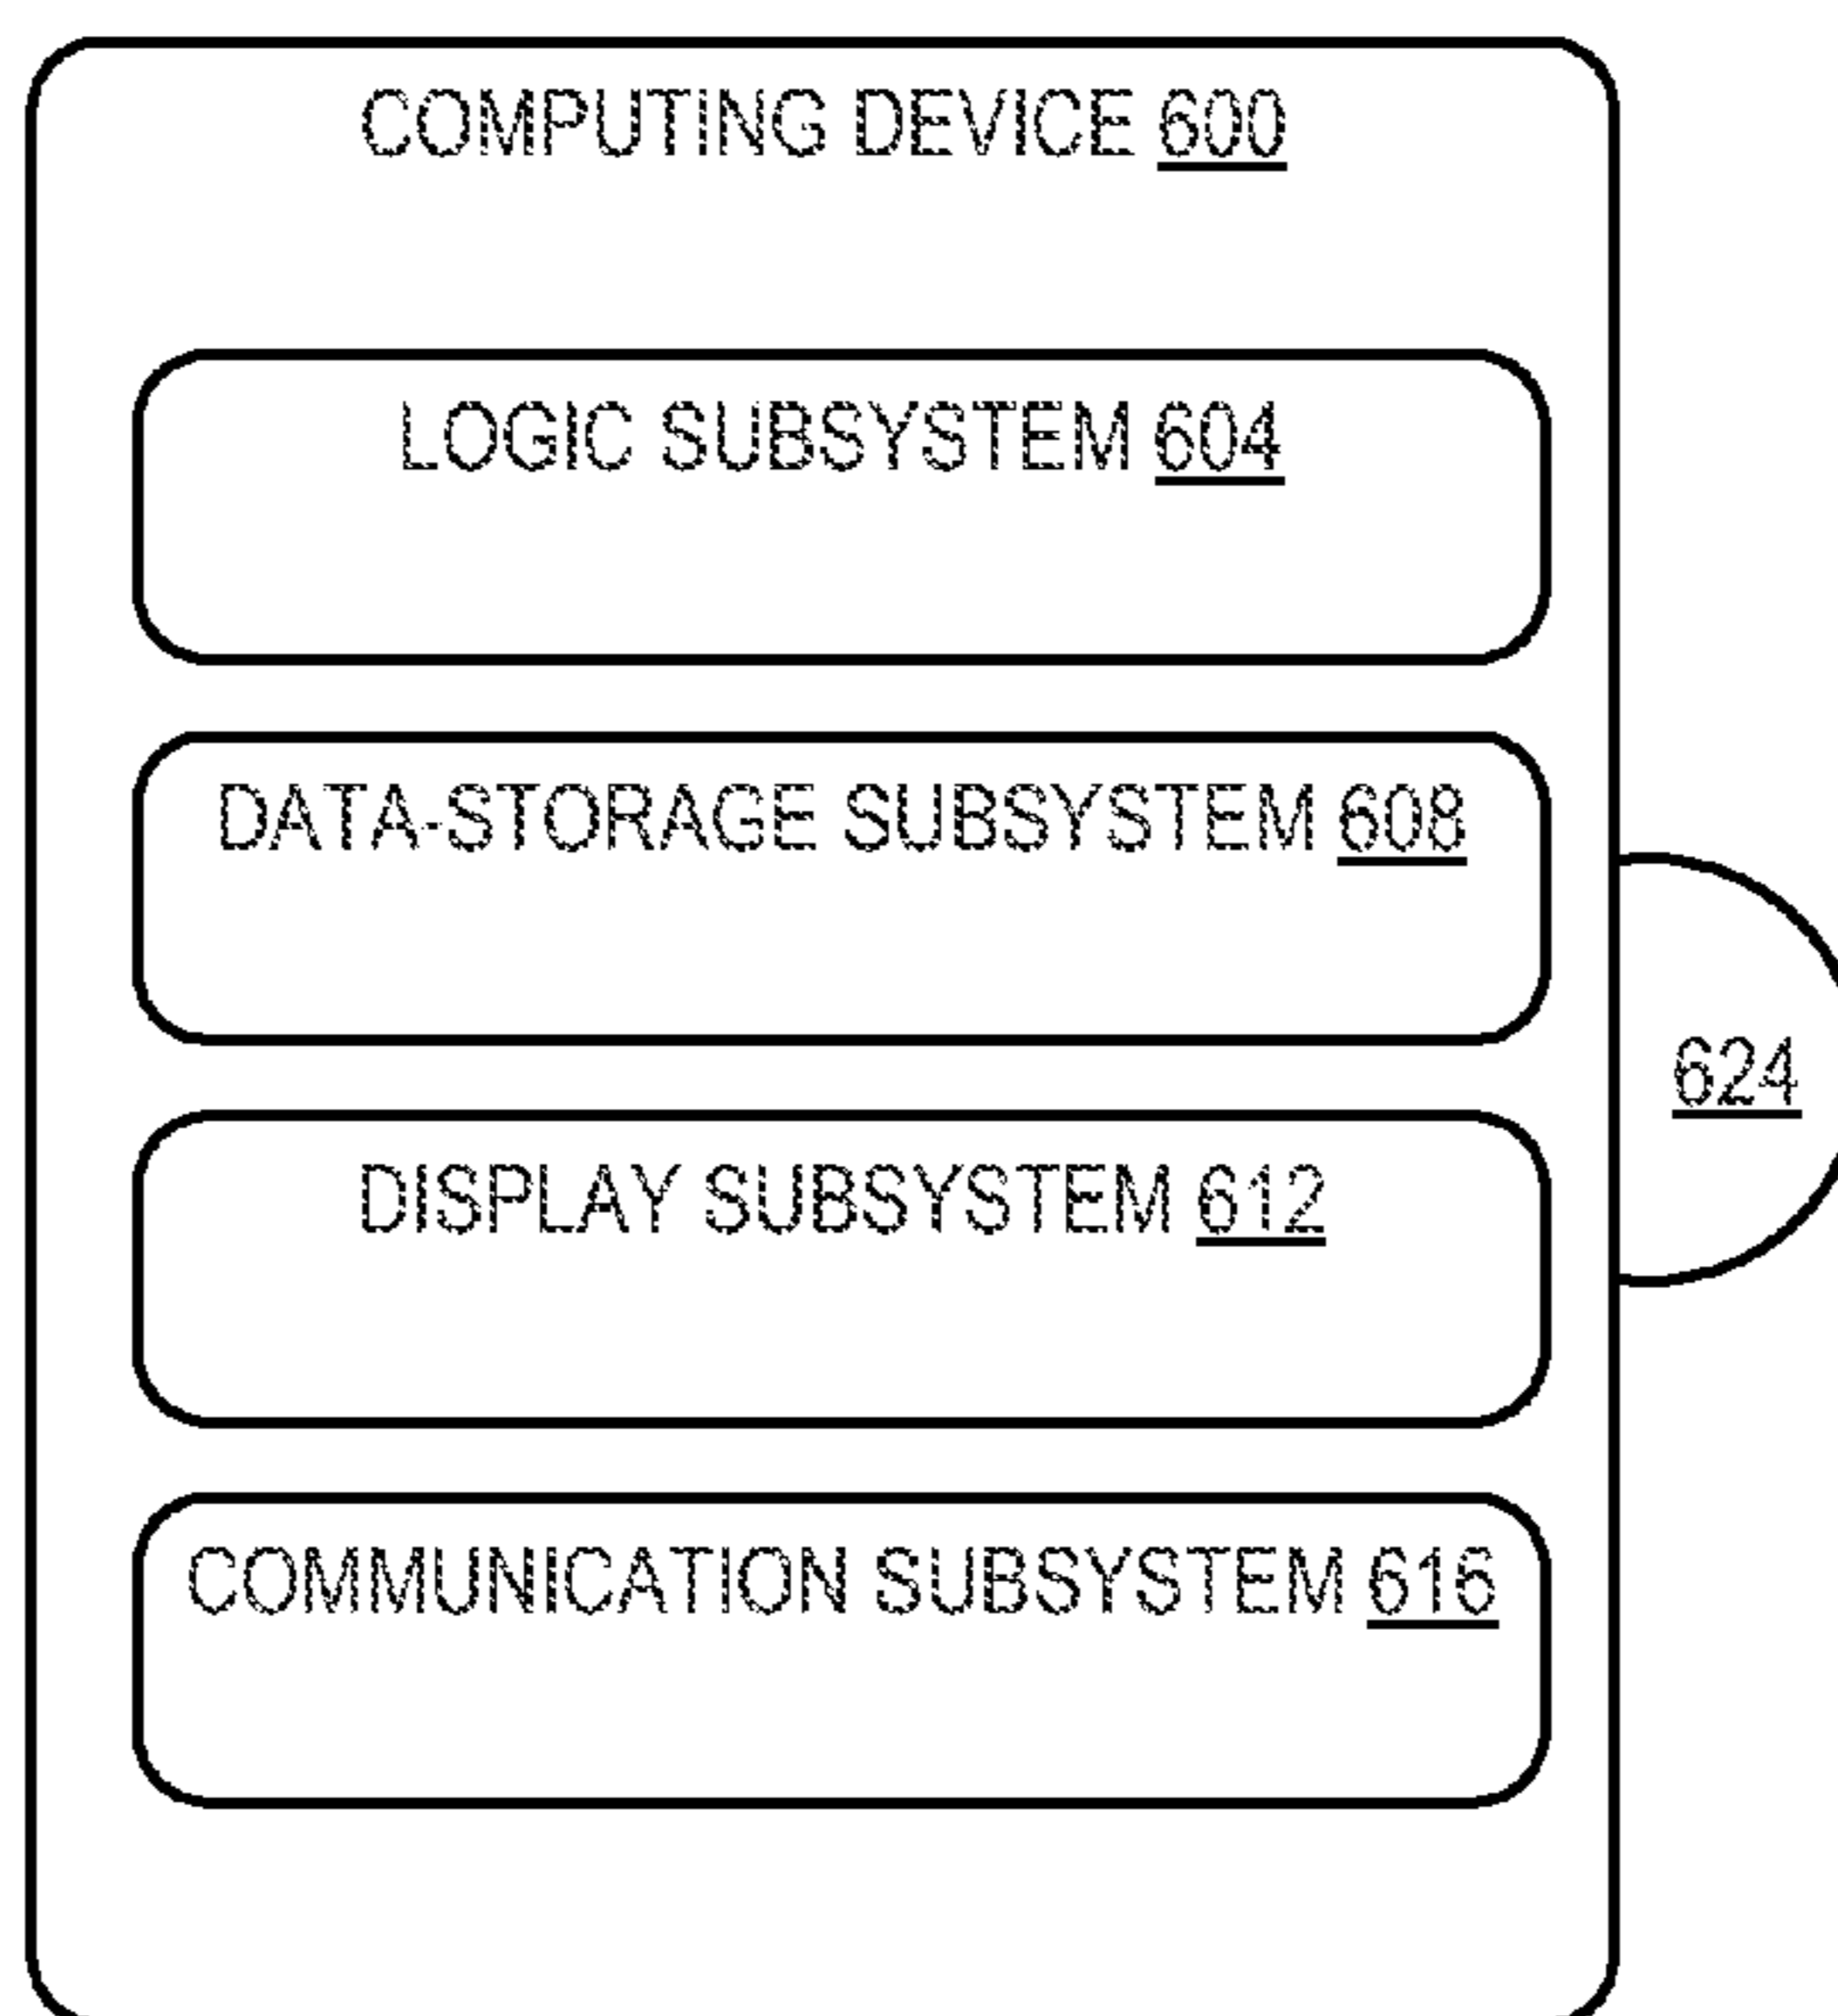 COMPUTING DEVICE 600
LOGIC SUBSYSTEM 604
DATA-STORAGE SUBSYSTEM 608
624
DISPLAY SUBSYSTEM 612
COMMUNICATION SUBSYSTEM 616